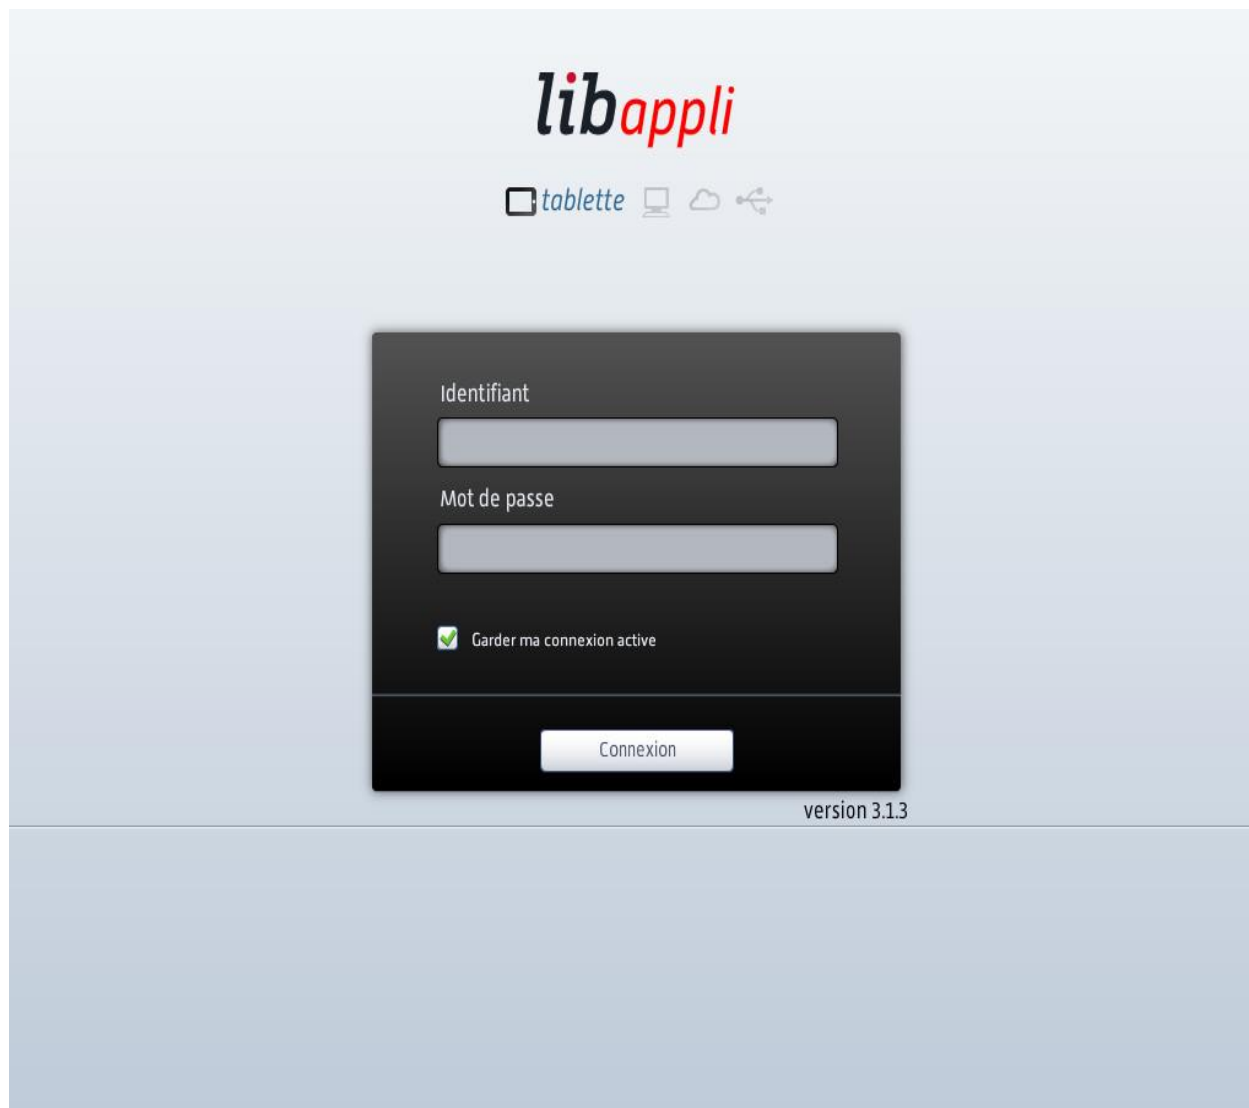 libappli
tablette
Identifiant
Mot de passe
Garder ma connexion active
Connexion
version 3.1.3